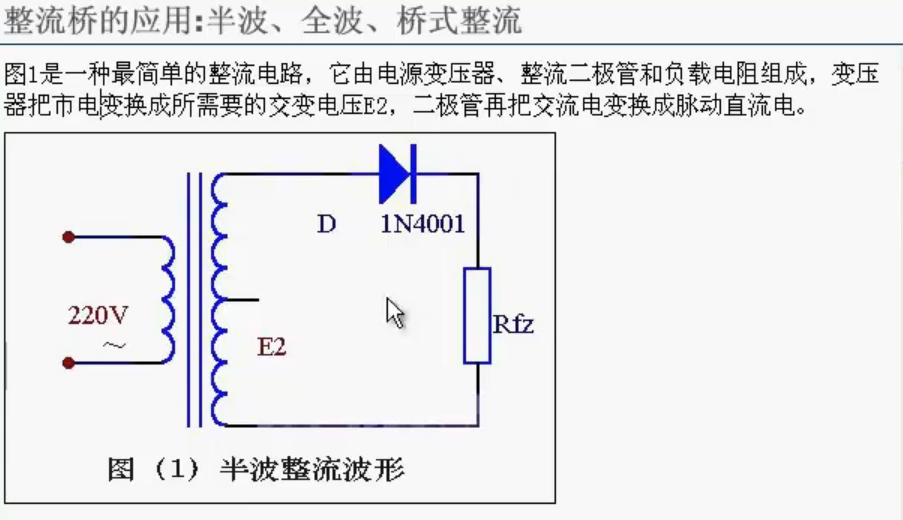 整流桥的应用:半波、全波、桥式整流
图1是一种最简单的整流电路，它由电源变压器、整流二极管和负载电阻组成，变压
器把市电变换成所需要的交变电压E2，二极管再把交流电变换成脉动直流电。
D 1N4001
220V
~
Rfz
E2
图（1）半波整流波形